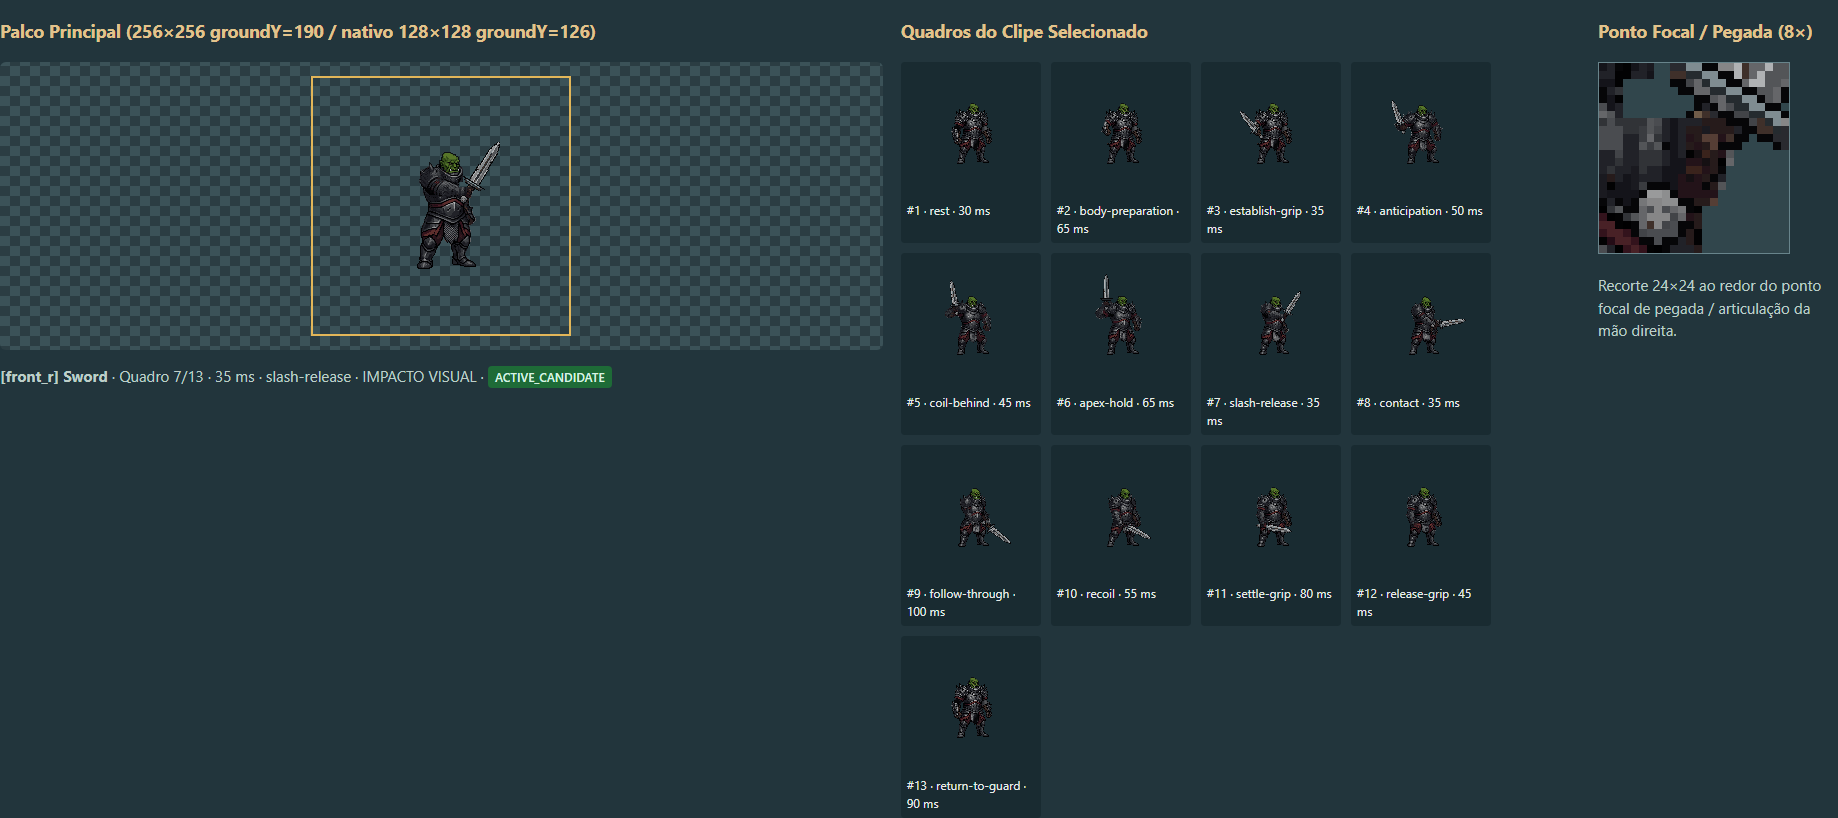 Palco Principal (256×256 groundY=190 / nativo 128×128 groundY=126)
[front_r] Sword · Quadro 7/13 · 35 ms · slash-release · IMPACTO VISUAL · ACTIVE_CANDIDATE
Quadros do Clipe Selecionado
#1 · rest · 30 ms
#2 · body-preparation ·
65 ms
#3 · establish-grip · 35
ms
#4 · anticipation · 50 ms
#5 · coil-behind · 45 ms
#6 · apex-hold · 65 ms
#7 · slash-release · 35
ms
#8 · contact · 35 ms
#9 · follow-through ·
100 ms
#10 · recoil · 55 ms
#11 · settle-grip · 80 ms
#12 · release-grip · 45
ms
#13 · return-to-guard ·
90 ms
Ponto Focal / Pegada (8×)
Recorte 24×24 ao redor do ponto
focal de pegada / articulação da
mão direita.